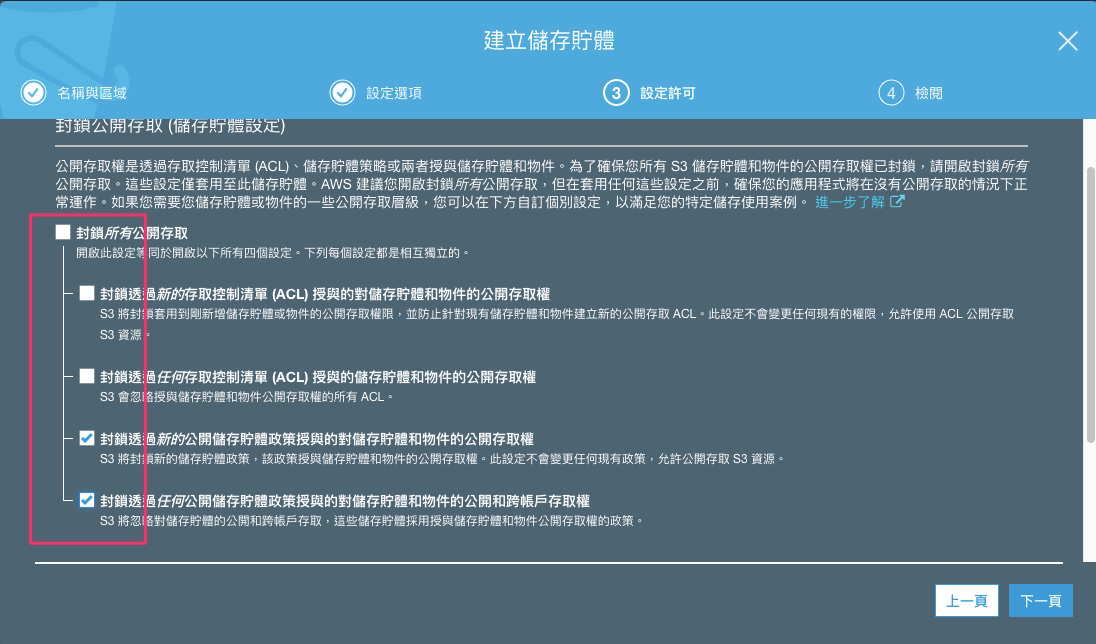 建立儲存貯體
名稱與區域
設定選項
3 設定許可
4 檢閱
封鎖公開存取 (儲存貯體設定)
公開存取權是透過存取控制清單 (ACL)、儲存貯體策略或兩者授與儲存貯體和物件。為了確保您所有 S3 儲存貯體和物件的公開存取權已封鎖，請開啟封鎖所有
公開存取。這些設定僅套用至此儲存貯體。AWS 建議您開啟封鎖所有公開存取，但在套用任何這些設定之前，確保您的應用程式將在沒有公開存取的情況下正
常運作。如果您需要您儲存貯體或物件的一些公開存取層級，您可以在下方自訂個別設定，以滿足您的特定儲存使用案例。 進一步了解
封鎖所有公開存取
開啟此設定等同於開啟以下所有四個設定。下列每個設定都是相互獨立的。
封鎖透過新的存取控制清單 (ACL) 授與的對儲存貯體和物件的公開存取權
S3 將封鎖套用到剛新增儲存貯體或物件的公開存取權限，並防止針對現有儲存貯體和物件建立新的公開存取 ACL。此設定不會變更任何現有的權限，允許使用 ACL 公開存取
S3 資源。
封鎖透過任何存取控制清單 (ACL) 授與的儲存貯體和物件的公開存取權
S3 會忽略授與儲存貯體和物件公開存取權的所有 ACL。
封鎖透過新的公開儲存貯體政策授與的對儲存貯體和物件的公開存取權
S3 將封鎖新的儲存貯體政策，該政策授與儲存貯體和物件的公開存取權。此設定不會變更任何現有政策，允許公開存取 S3 資源。
封鎖透過任何公開儲存貯體政策授與的對儲存貯體和物件的公開和跨帳戶存取權
S3 將忽略對儲存貯體的公開和跨帳戶存取，這些儲存貯體採用授與儲存貯體和物件公開存取權的政策。
上一頁
下一頁